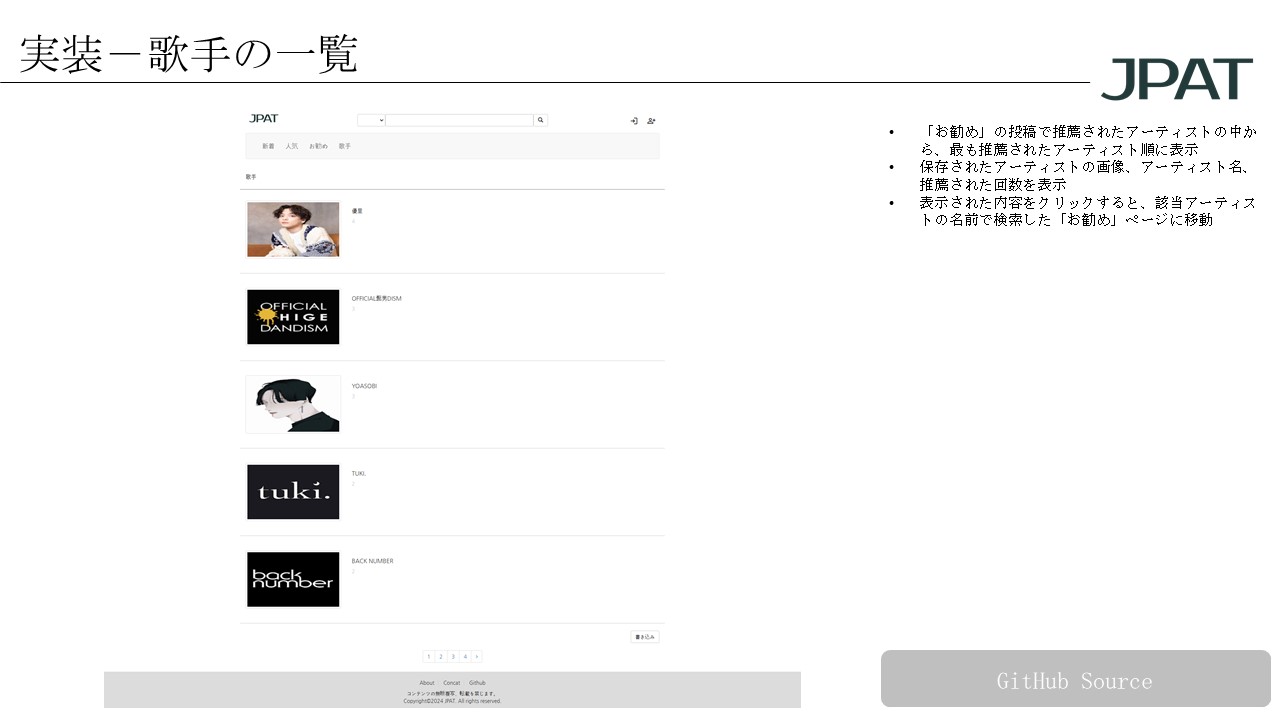 実装－歌手の一覧
JPAT
JPAT
新着 人気 お勧め 歌手
歌手
優里
4
OFFICIAL
HIGE
DANDISM
OFFICIAL髭男DISM
3
YOASOBI
3
tuki.
TUKI.
2
back
number
BACK NUMBER
2
書き込み
1 2 3 4 »
About Concat Github
コンテンツの無断複写、転載を禁じます。
Copyright©2024 JPAT. All rights reserved.
• 「お勧め」の投稿で推薦されたアーティストの中か
ら、最も推薦されたアーティスト順に表示
• 保存されたアーティストの画像、アーティスト名、
推薦された回数を表示
• 表示された内容をクリックすると、該当アーティス
トの名前で検索した「お勧め」ページに移動
GitHub Source